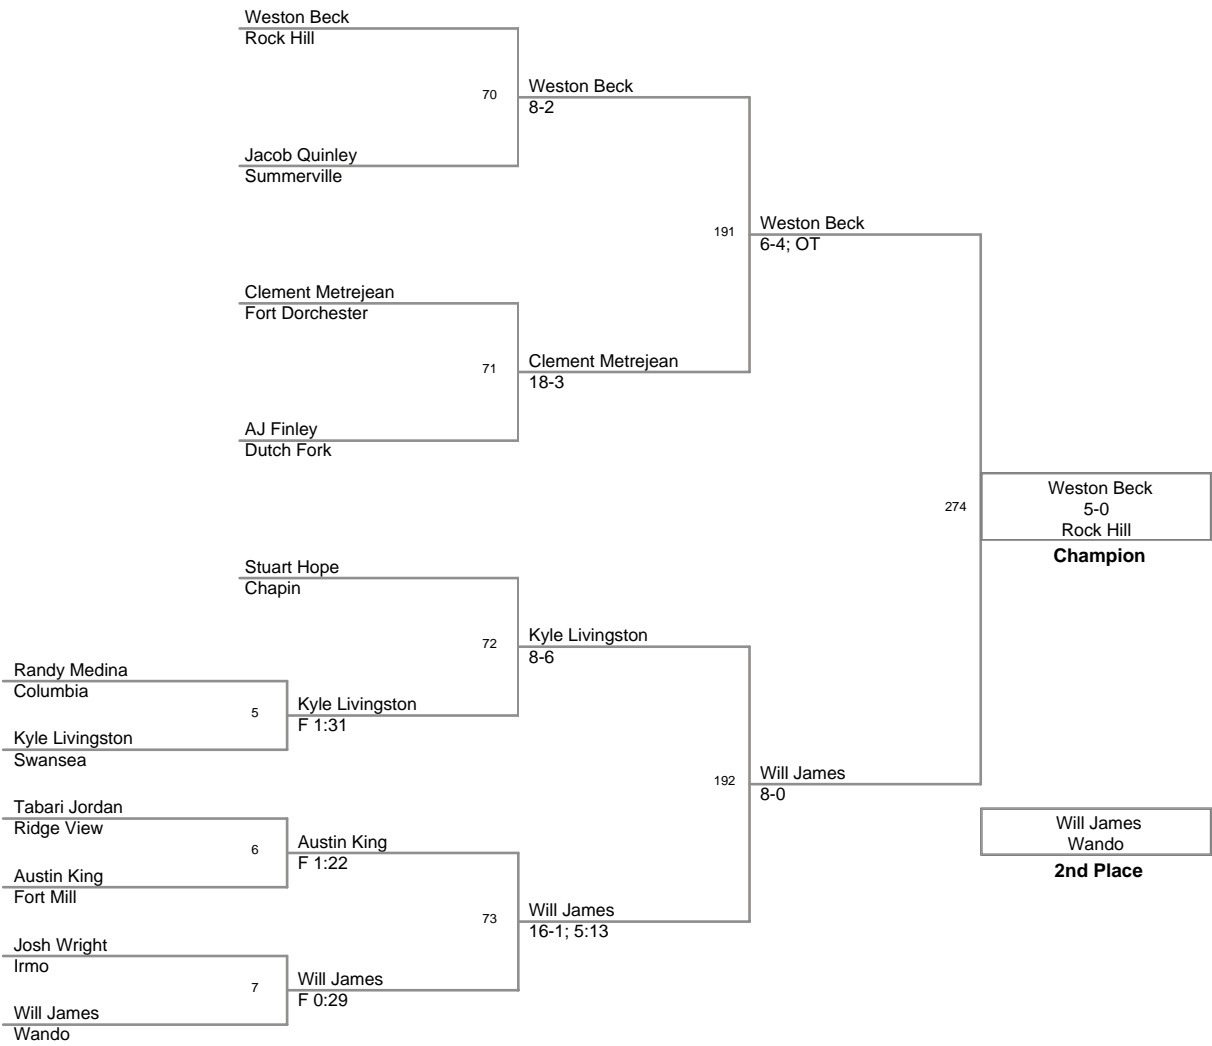 Weston Beck
Rock Hill
70
Weston Beck
8-2
Jacob Quinley
Summerville
191
Weston Beck
6-4; OT
Clement Metrejean
Fort Dorchester
71
Clement Metrejean
18-3
AJ Finley
Dutch Fork
274
Weston Beck
5-0
Rock Hill
Champion
Stuart Hope
Chapin
72
Kyle Livingston
8-6
Randy Medina
Columbia
5
Kyle Livingston
F 1:31
Kyle Livingston
Swansea
192
Will James
8-0
Tabari Jordan
Ridge View
6
Austin King
F 1:22
Austin King
Fort Mill
Will James
Wando
2nd Place
73
Will James
16-1; 5:13
Josh Wright
Irmo
7
Will James
F 0:29
Will James
Wando